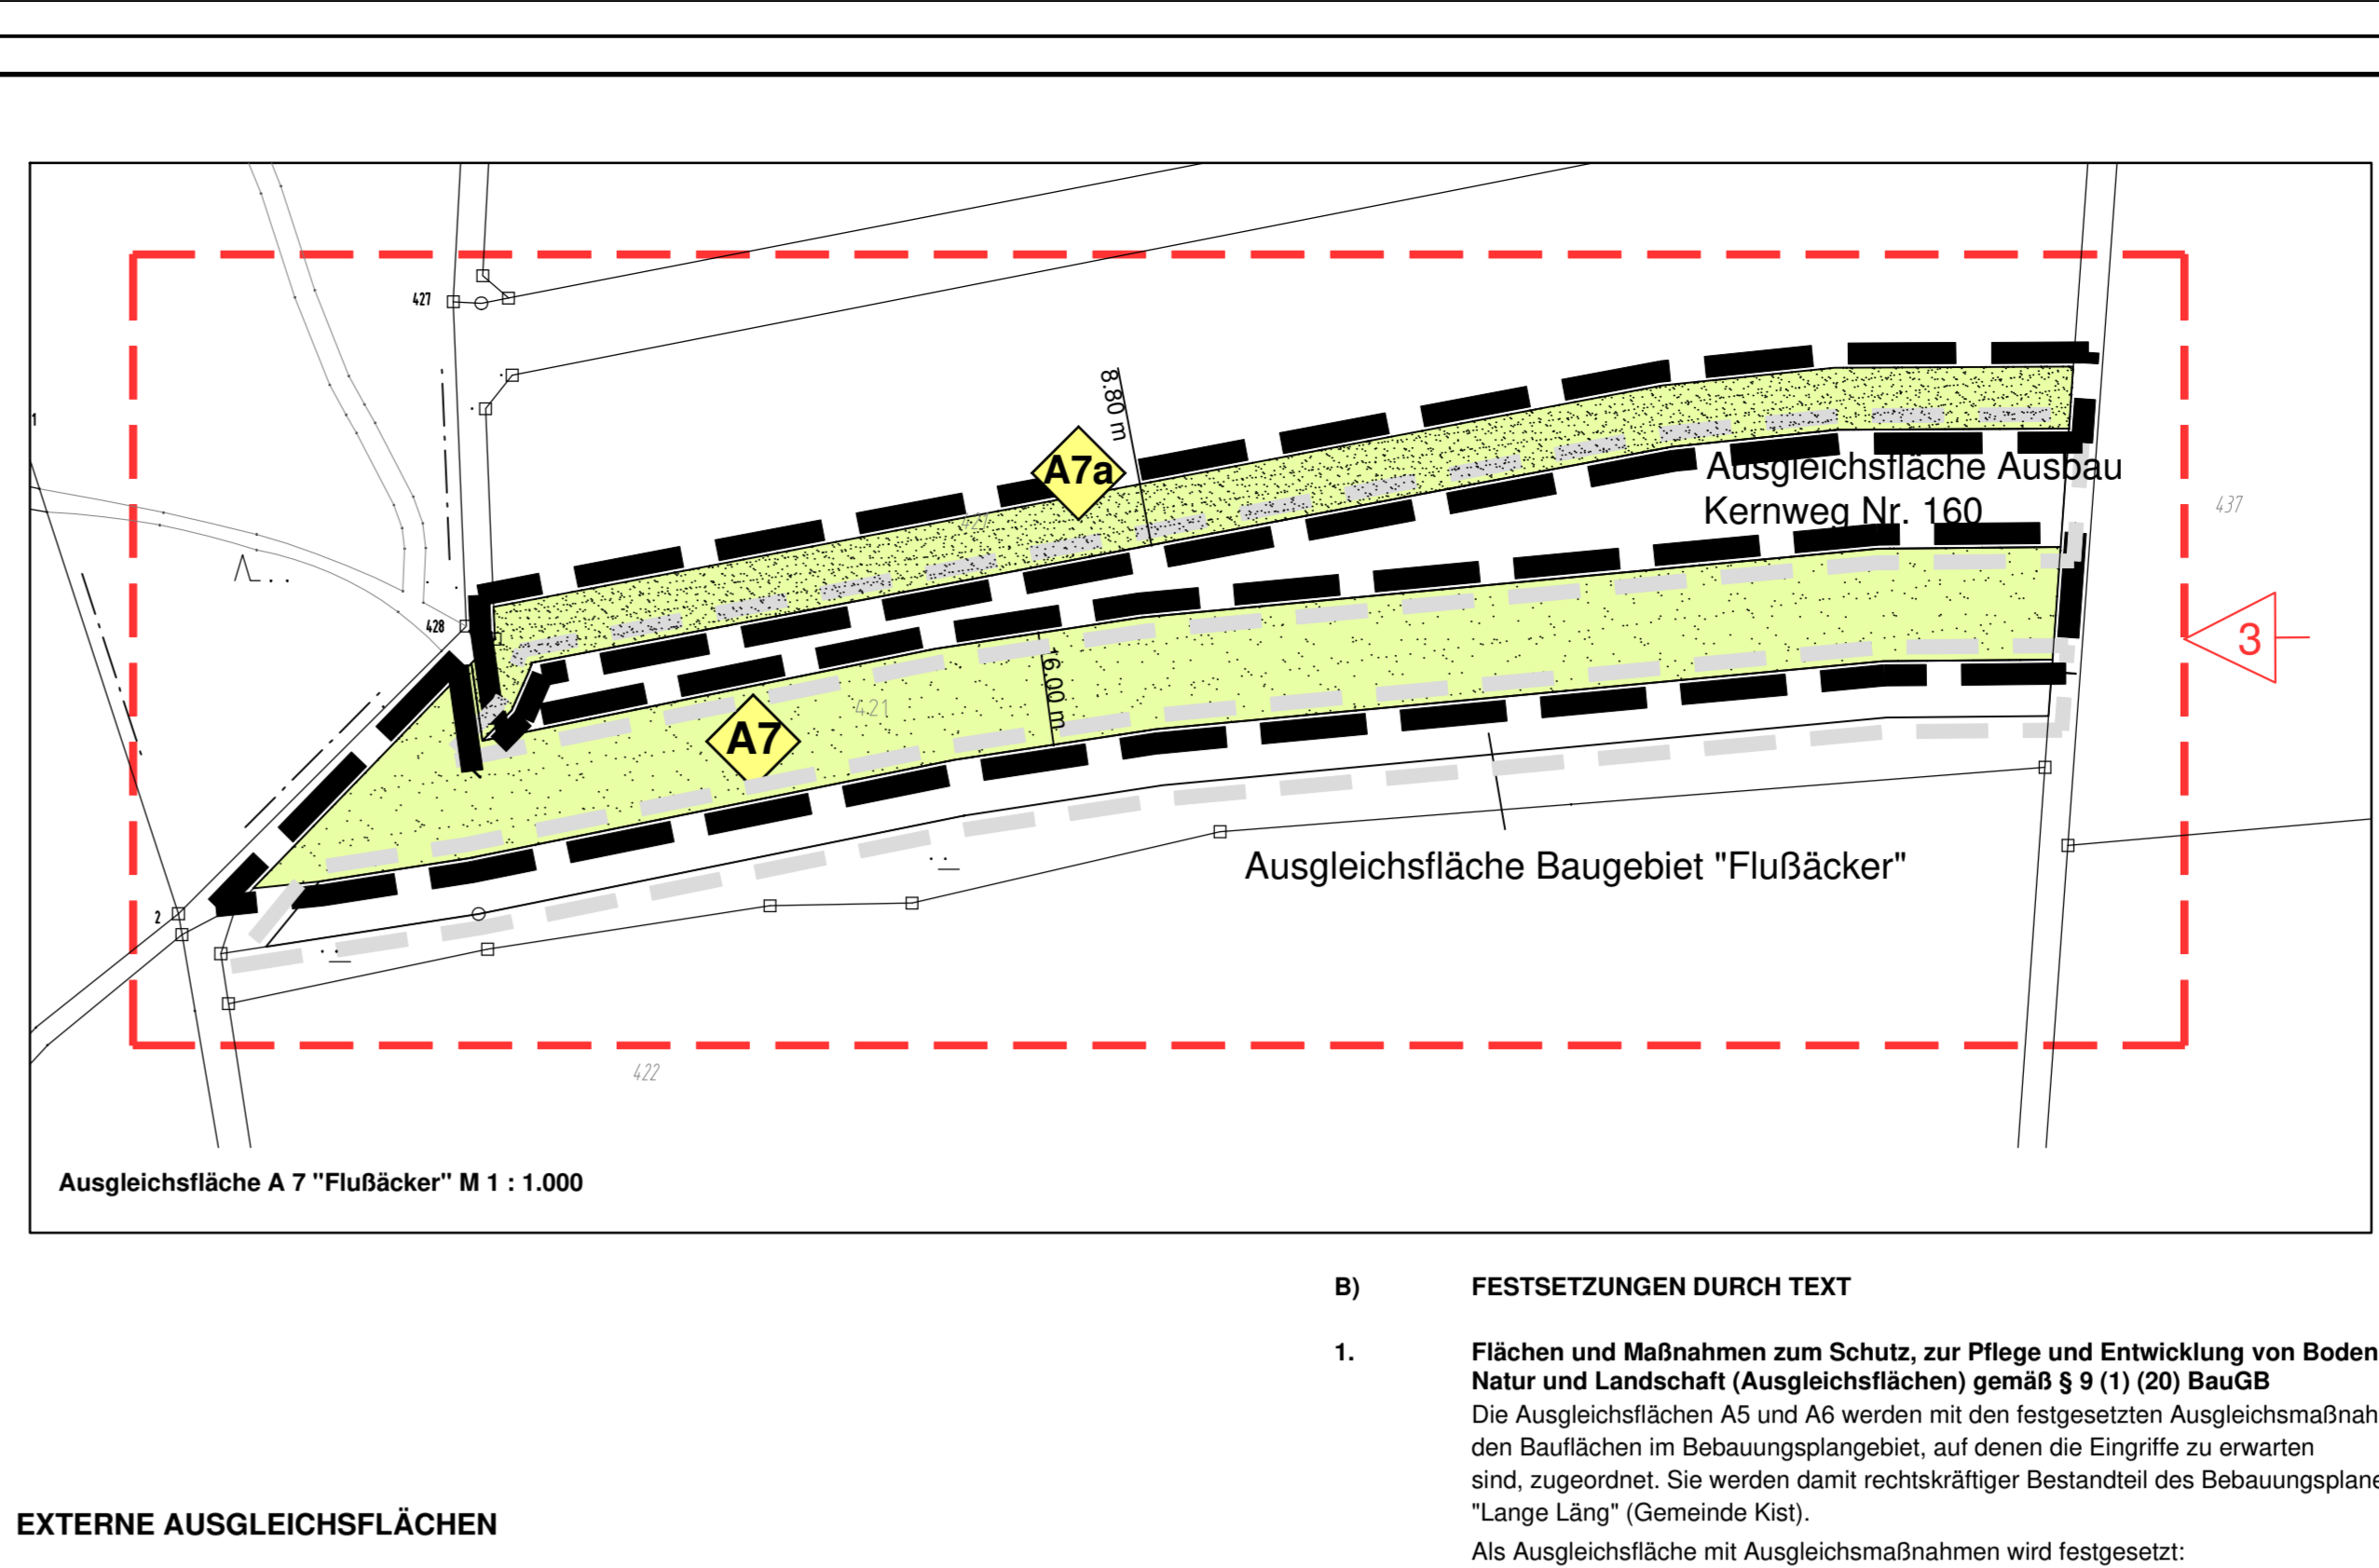 427
8.80 m
A7a
Ausgleichsfläche Ausbau
Kernweg Nr. 160
437
1
421
428
3
16.00 m
421
A7
Ausgleichsfläche Baugebiet "Flußäcker"
2
422
Ausgleichsfläche A 7 "Flußäcker" M 1 : 1.000
B) FESTSETZUNGEN DURCH TEXT
1. Flächen und Maßnahmen zum Schutz, zur Pflege und Entwicklung von Boden
Natur und Landschaft (Ausgleichsflächen) gemäß § 9 (1) (20) BauGB
Die Ausgleichsflächen A5 und A6 werden mit den festgesetzten Ausgleichsmaßnah
den Bauflächen im Bebauungsplangebiet, auf denen die Eingriffe zu erwarten
sind, zugeordnet. Sie werden damit rechtskräftiger Bestandteil des Bebauungsplane
"Lange Läng" (Gemeinde Kist).
Als Ausgleichsfläche mit Ausgleichsmaßnahmen wird festgesetzt:
EXTERNE AUSGLEICHSFLÄCHEN